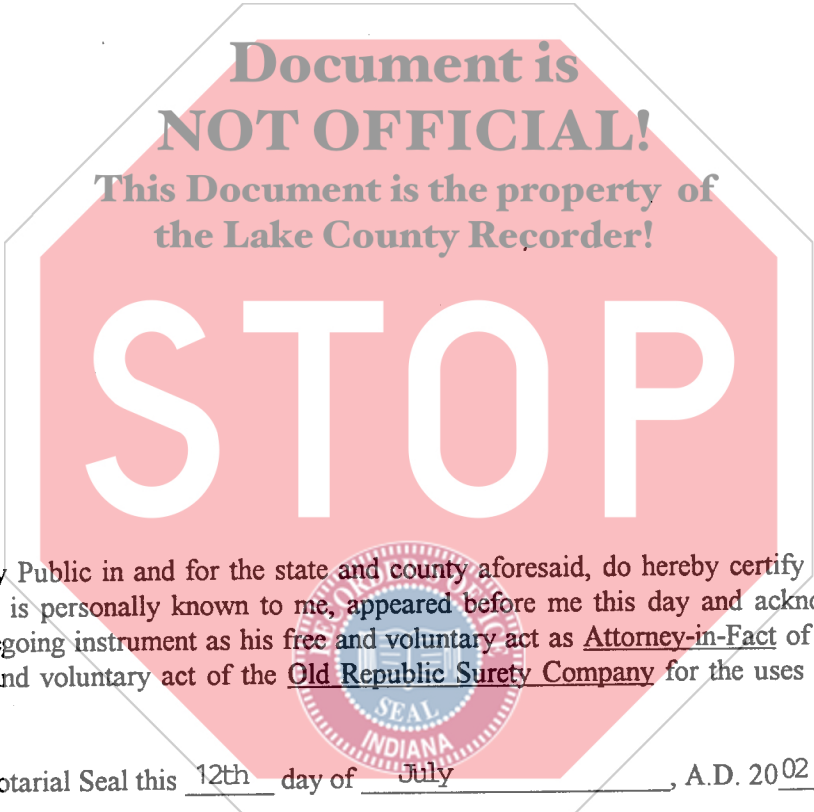 Document is
NOT OFFICIAL!
This Document is the property of
the Lake County Recorder!
STOP
y Public in and for the state and county aforesaid, do hereby certify
is personally known to me, appeared before me this day and ackno
going instrument as his free and voluntary act as Attorney-in-Fact of
nd voluntary act of the Old Republic Surety Company for the uses
SEAL
INDIANA
otarial Seal this 12th day of July, A.D. 2002